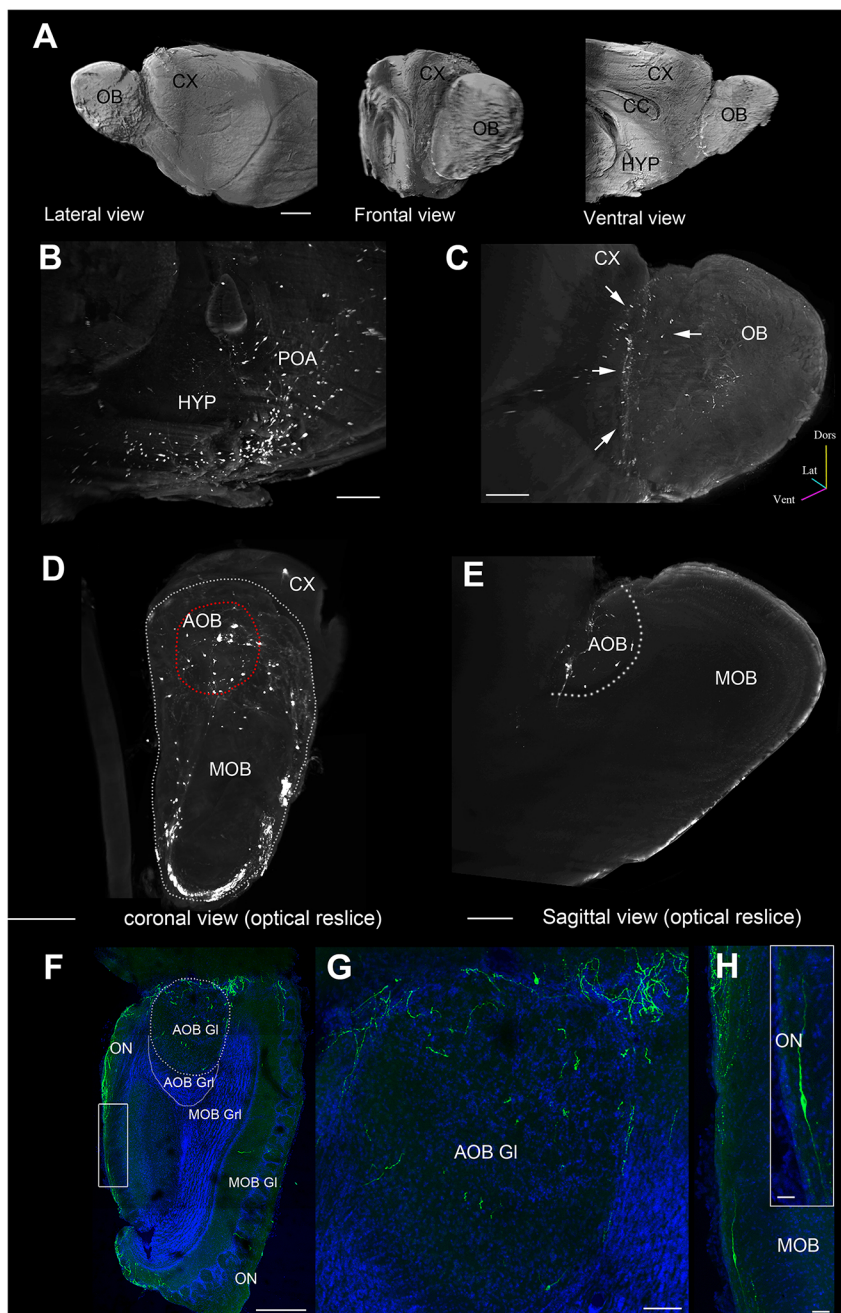 A
OB
CX
CX
OB
CX
CC
OB
HYP
Lateral view
Frontal view
Ventral view
B
POA
HYP
C
CX
OB
Dors
Lat
Vent
D
CX
AOB
MOB
E
AOB
MOB
coronal view (optical reslice)
Sagittal view (optical reslice)
F
AOB Gl
ON
AOB Grl
MOB Grl
MOB Gl
ON
G
AOB Gl
H
ON
MOB